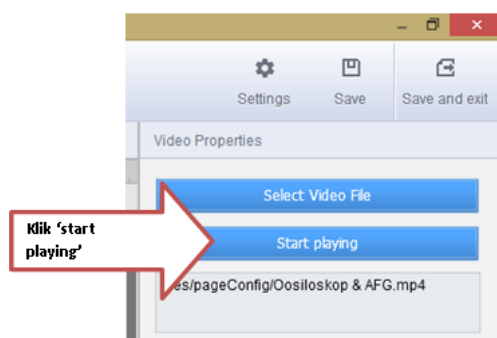 Settings Save Save and exit
Video Properties
Select Video File
Klik ‘start
playing’
Start playing
es/pageConfig/Oosiloskop & AFG.mp4